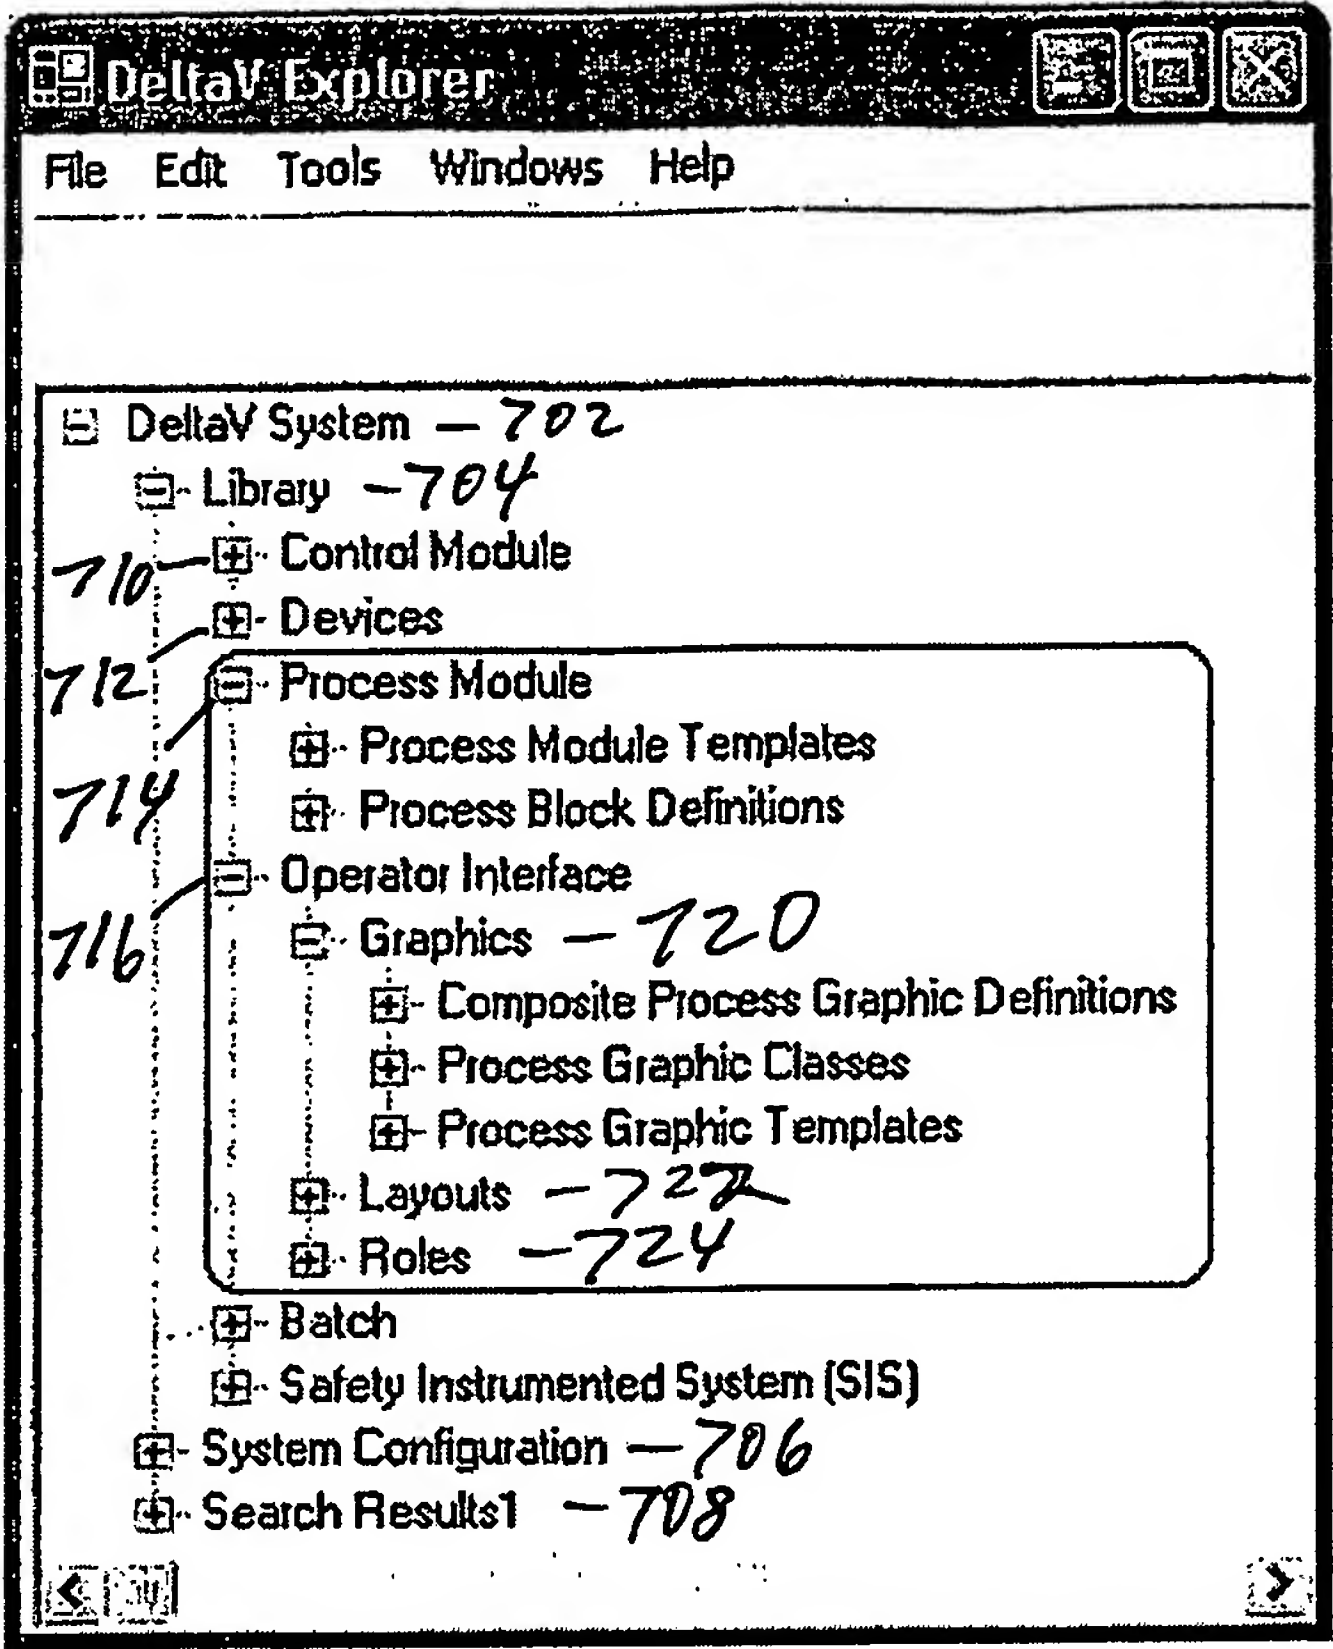 DeltaV Explorer
File Edit Tools Windows Help
DeltaV System — 702
Library — 704
710 Control Module
712 Devices
714 Process Module
Process Module Templates
Process Block Definitions
716 Operator Interface
Graphics — 720
Composite Process Graphic Definitions
Process Graphic Classes
Process Graphic Templates
Layouts — 722
Roles — 724
Batch
Safety Instrumented System (SIS)
System Configuration — 706
Search Results1 — 708